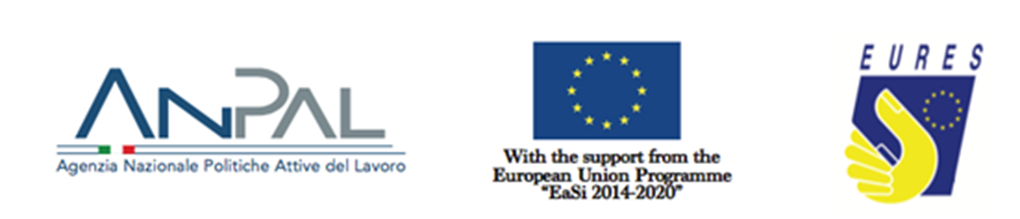 ANPAL
Agenzia Nazionale Politiche Attive del Lavoro
With the support from the
European Union Programme
“EaSi 2014-2020”
EURES